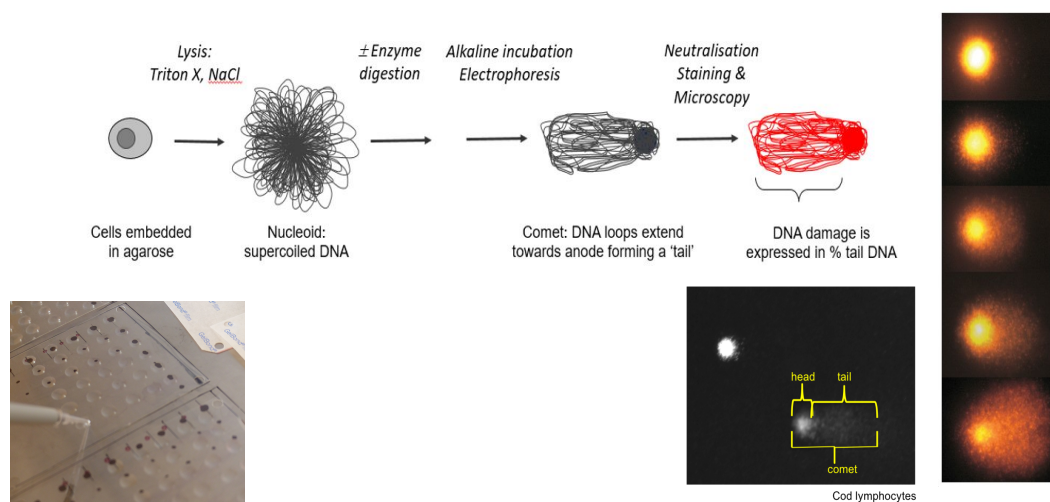 Lysis:
Triton X, NaCl
±Enzyme
digestion
Alkaline incubation
Electrophoresis
Neutralisation
Staining &
Microscopy
Cells embedded
in agarose
Nucleoid:
supercoiled DNA
Comet: DNA loops extend
towards anode forming a ‘tail’
DNA damage is
expressed in % tail DNA
head
tail
comet
Cod lymphocytes